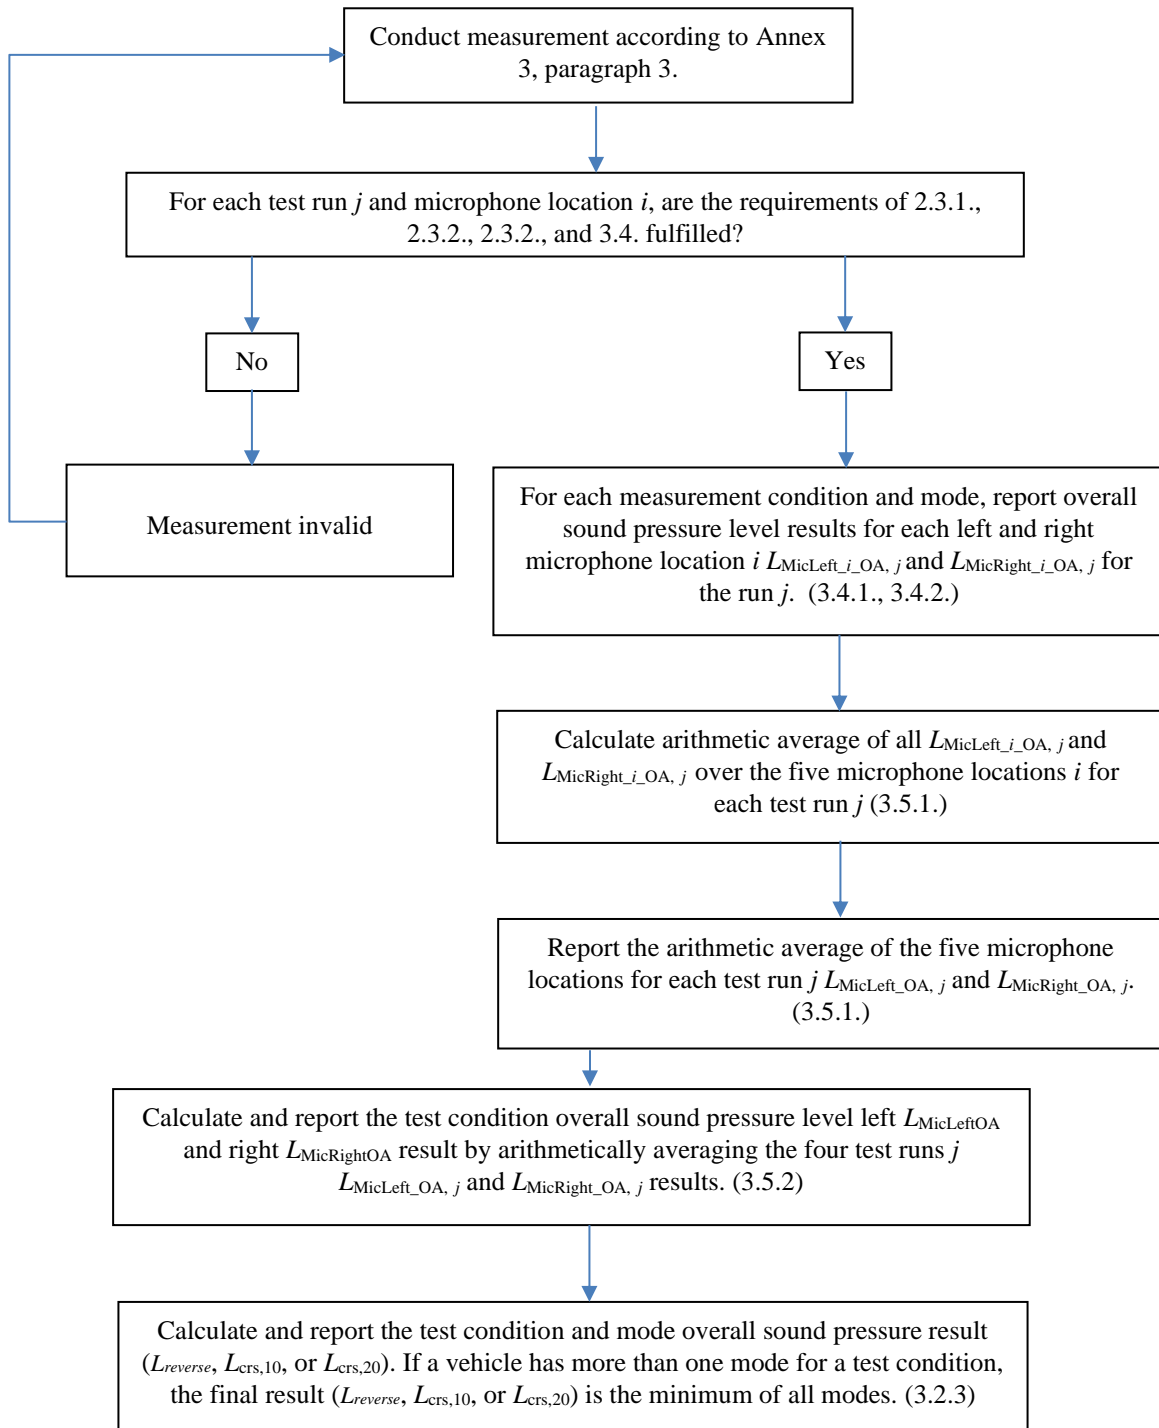 Conduct measurement according to Annex
3, paragraph 3.
For each test run j and microphone location i, are the requirements of 2.3.1.,
2.3.2., 2.3.2., and 3.4. fulfilled?
No
Yes
Measurement invalid
For each measurement condition and mode, report overall
sound pressure level results for each left and right
microphone location i LMicLeft_i_OA, j and LMicRight_i_OA, j for
the run j. (3.4.1., 3.4.2.)
Calculate arithmetic average of all LMicLeft_i_OA, j and
LMicRight_i_OA, j over the five microphone locations i for
each test run j (3.5.1.)
Report the arithmetic average of the five microphone
locations for each test run j LMicLeft_OA, j and LMicRight_OA, j.
(3.5.1.)
Calculate and report the test condition overall sound pressure level left LMicLeftOA
and right LMicRightOA result by arithmetically averaging the four test runs j
LMicLeft_OA, j and LMicRight_OA, j results. (3.5.2)
Calculate and report the test condition and mode overall sound pressure result
(Lreverse, Lcrs,10, or Lcrs,20). If a vehicle has more than one mode for a test condition,
the final result (Lreverse, Lcrs,10, or Lcrs,20) is the minimum of all modes. (3.2.3)